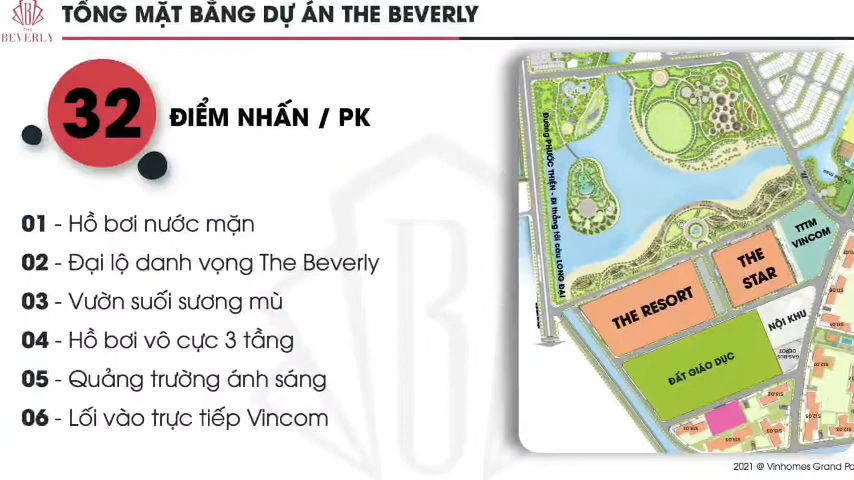 THE
BEVERLY
TỔNG MẶT BẰNG DỰ ÁN THE BEVERLY
32
ĐIỂM NHẤN / PK
01 - Hồ bơi nước mặn
02 - Đại lộ danh vọng The Beverly
03 - Vườn suối sương mù
04 - Hồ bơi vô cực 3 tầng
05 - Quảng trường ánh sáng
06 - Lối vào trực tiếp Vincom
Đường PHƯỚC THIỆN - Đi thẳng tới cầu LONG ĐẠI
TTTM
VINCOM
THE
STAR
THE RESORT
NỘI KHU
ĐẤT GIÁO DỤC
2021 @ Vinhomes Grand